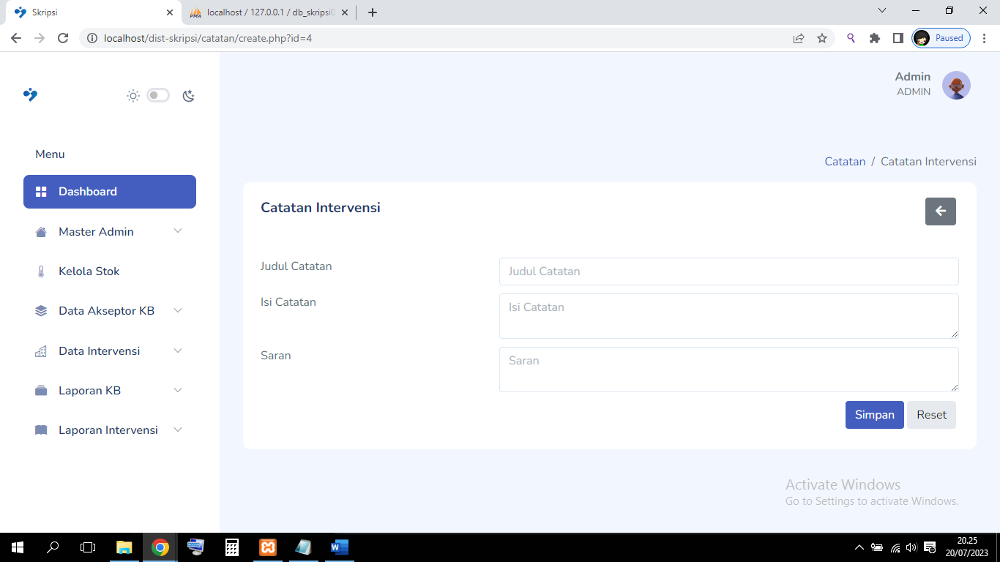 Skripsi
localhost / 127.0.0.1 / db_skripsi0
localhost/dist-skripsi/catatan/create.php?id=4
Paused
Admin
ADMIN
Menu
Catatan / Catatan Intervensi
Dashboard
Master Admin
Kelola Stok
Data Akseptor KB
Data Intervensi
Laporan KB
Laporan Intervensi
Catatan Intervensi
Judul Catatan
Judul Catatan
Isi Catatan
Isi Catatan
Saran
Saran
Simpan Reset
Activate Windows
Go to Settings to activate Windows.
20.25
20/07/2023